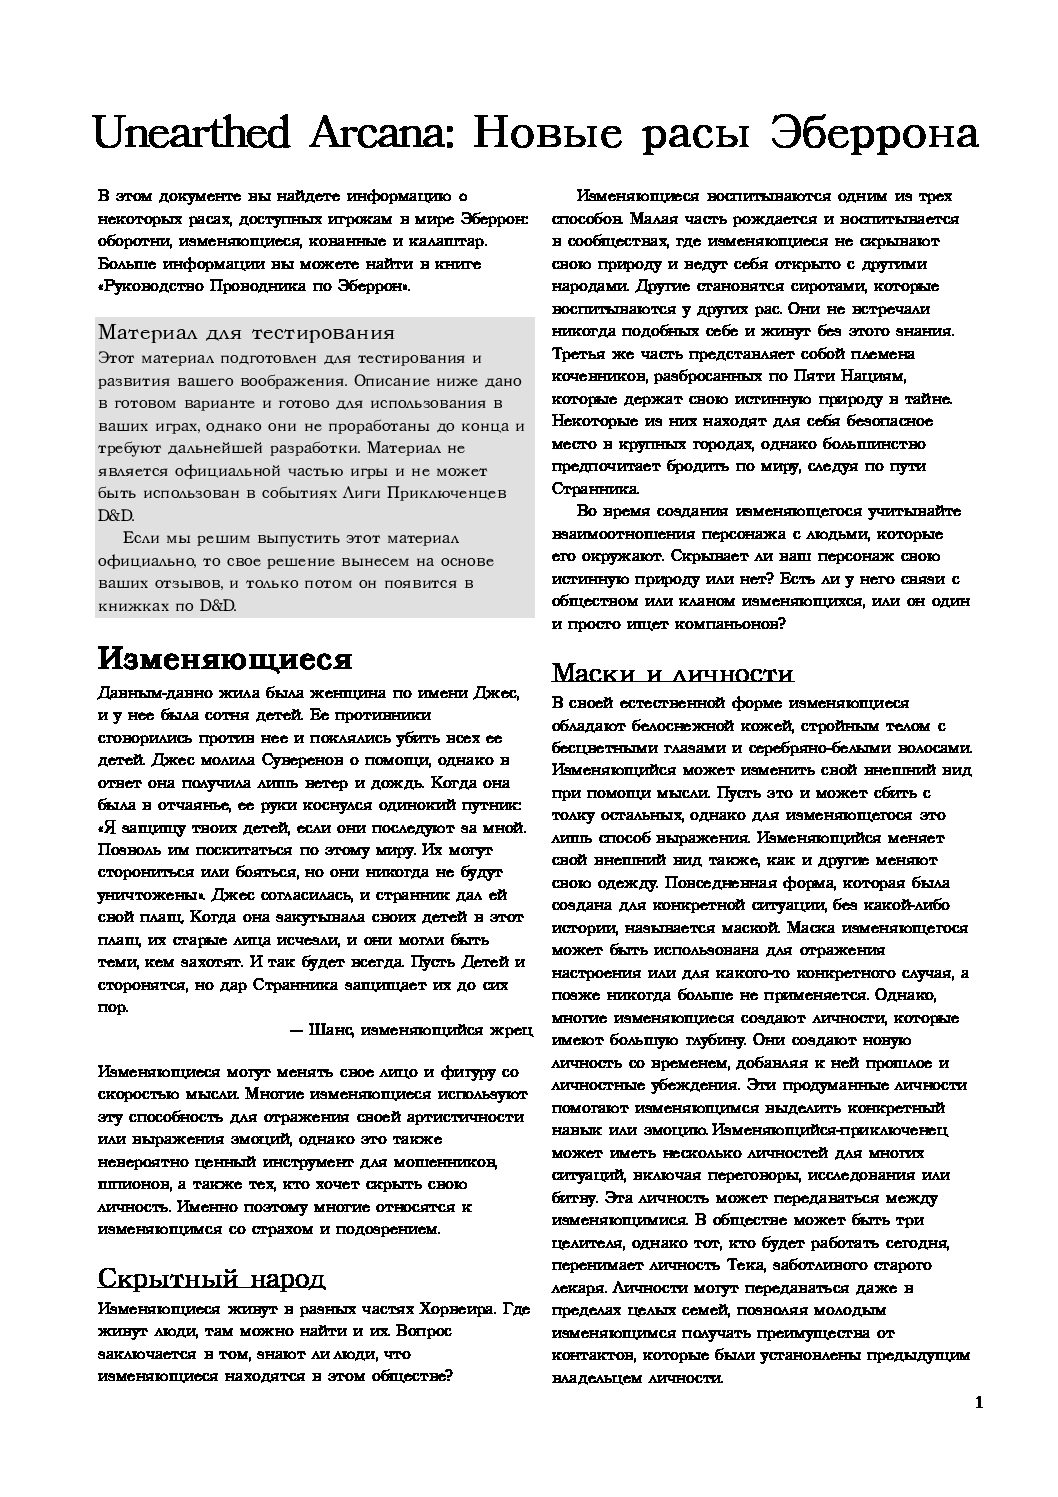 Unearthed Arcana: Новые расы Эберрона
В этом документе вы найдете информацию о
некоторых расах, доступных игрокам в мире Эберрон:
оборотни, изменяющиеся, кованные и калаштар.
Больше информации вы можете найти в книге
«Руководство Проводника по Эберрон».
Материал для тестирования
Этот материал подготовлен для тестирования и
развития вашего воображения. Описание ниже дано
в готовом варианте и готово для использования в
ваших играх, однако они не проработаны до конца и
требуют дальнейшей разработки. Материал не
является официальной частью игры и не может
быть использован в событиях Лиги Приключенцев
D&D.
Если мы решим выпустить этот материал
официально, то свое решение вынесем на основе
ваших отзывов, и только потом он появится в
книжках по D&D.
Изменяющиеся
Давным-давно жила была женщина по имени Джес,
и у нее была сотня детей. Ее противники
сговорились против нее и поклялись убить всех ее
детей. Джес молила Суверенов о помощи, однако в
ответ она получила лишь ветер и дождь. Когда она
была в отчаянье, ее руки коснулся одинокий путник:
«Я защищу твоих детей, если они последуют за мной.
Позволь им поскитаться по этому миру. Их могут
сторониться или бояться, но они никогда не будут
уничтожены». Джес согласилась, и странник дал ей
свой плащ. Когда она закутывала своих детей в этот
плащ, их старые лица исчезли, и они могли быть
теми, кем захотят. И так будет всегда. Пусть Детей и
сторонятся, но дар Странника защищает их до сих
пор.
— Шанс, изменяющийся жрец
Изменяющиеся могут менять свое лицо и фигуру со
скоростью мысли. Многие изменяющиеся используют
эту способность для отражения своей артистичности
или выражения эмоций, однако это также
невероятно ценный инструмент для мошенников,
шпионов, а также тех, кто хочет скрыть свою
личность. Именно поэтому многие относятся к
изменяющимся со страхом и подозрением.
Скрытный народ
Изменяющиеся живут в разных частях Хорвеира. Где
живут люди, там можно найти и их. Вопрос
заключается в том, знают ли люди, что
изменяющиеся находятся в этом обществе?
Изменяющиеся воспитываются одним из трех
способов. Малая часть рождается и воспитывается
в сообществах, где изменяющиеся не скрывают
свою природу и ведут себя открыто с другими
народами. Другие становятся сиротами, которые
воспитываются у других рас. Они не встречали
никогда подобных себе и живут без этого знания.
Третья же часть представляет собой племена
кочевников, разбросанных по Пяти Нациям,
которые держат свою истинную природу в тайне.
Некоторые из них находят для себя безопасное
место в крупных городах, однако большинство
предпочитает бродить по миру, следуя по пути
Странника.
Во время создания изменяющегося учитывайте
взаимоотношения персонажа с людьми, которые
его окружают. Скрывает ли ваш персонаж свою
истинную природу или нет? Есть ли у него связи с
обществом или кланом изменяющихся, или он один
и просто ищет компаньонов?
Маски и личности
В своей естественной форме изменяющиеся
обладают белоснежной кожей, стройным телом с
бесцветными глазами и серебряно-белыми волосами.
Изменяющийся может изменить свой внешний вид
при помощи мысли. Пусть это и может сбить с
толку остальных, однако для изменяющегося это
лишь способ выражения. Изменяющийся меняет
свой внешний вид также, как и другие меняют
свою одежду. Повседневная форма, которая была
создана для конкретной ситуации, без какой-либо
истории, называется маской. Маска изменяющегося
может быть использована для отражения
настроения или для какого-то конкретного случая, а
позже никогда больше не применяется. Однако,
многие изменяющиеся создают личности, которые
имеют большую глубину. Они создают новую
личность со временем, добавляя к ней прошлое и
личностные убеждения. Эти продуманные личности
помогают изменяющимся выделить конкретный
навык или эмоцию. Изменяющийся-приключенец
может иметь несколько личностей для многих
ситуаций, включая переговоры, исследования или
битву. Эта личность может передаваться между
изменяющимися. В обществе может быть три
целителя, однако тот, кто будет работать сегодня,
перенимает личность Тека, заботливого старого
лекаря. Личности могут передаваться даже в
пределах целых семей, позволяя молодым
изменяющимся получать преимущества от
контактов, которые были установлены предыдущим
владельцем личности.
1